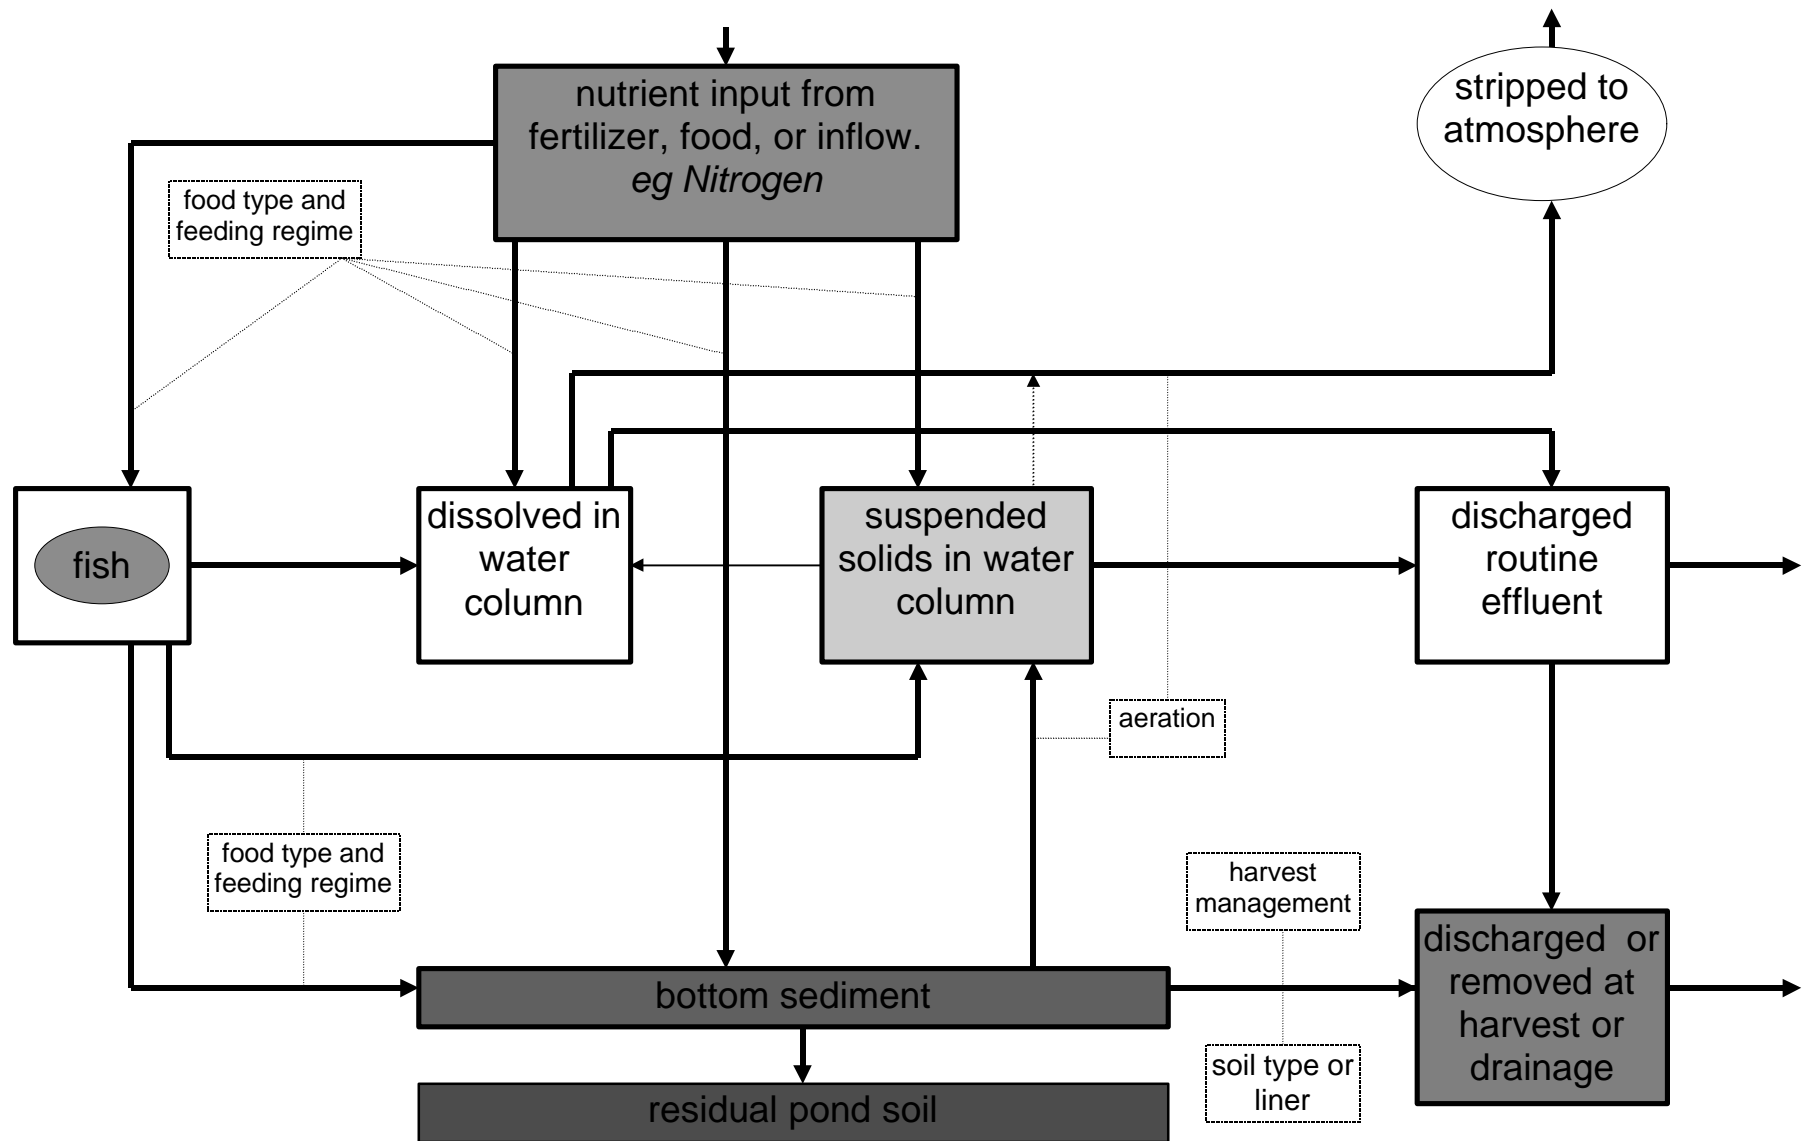 nutrient input from
fertilizer, food, or inflow.
eg Nitrogen
stripped to
atmosphere
food type and
feeding regime
fish
dissolved in
water
column
suspended
solids in water
column
discharged
routine
effluent
aeration
food type and
feeding regime
harvest
management
discharged or
removed at
harvest or
drainage
bottom sediment
soil type or
liner
residual pond soil